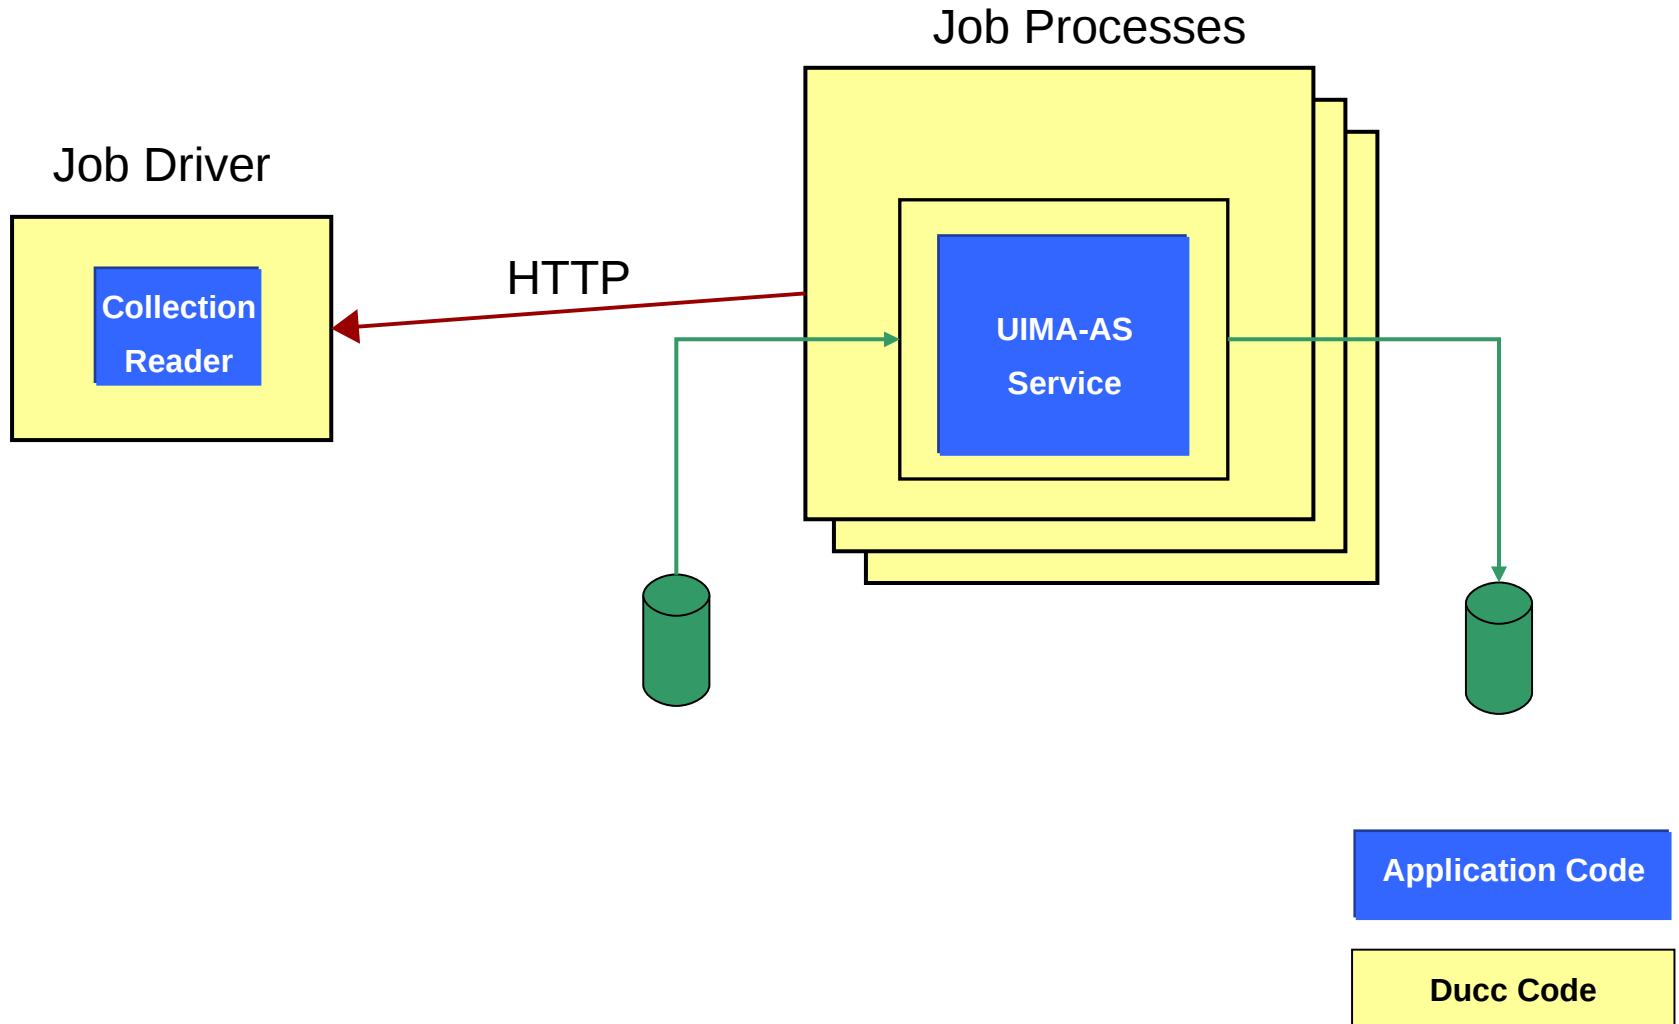 Job Processes
Job Driver
HTTP
Collection
Reader
UIMA-AS
Service
Application Code
Ducc Code